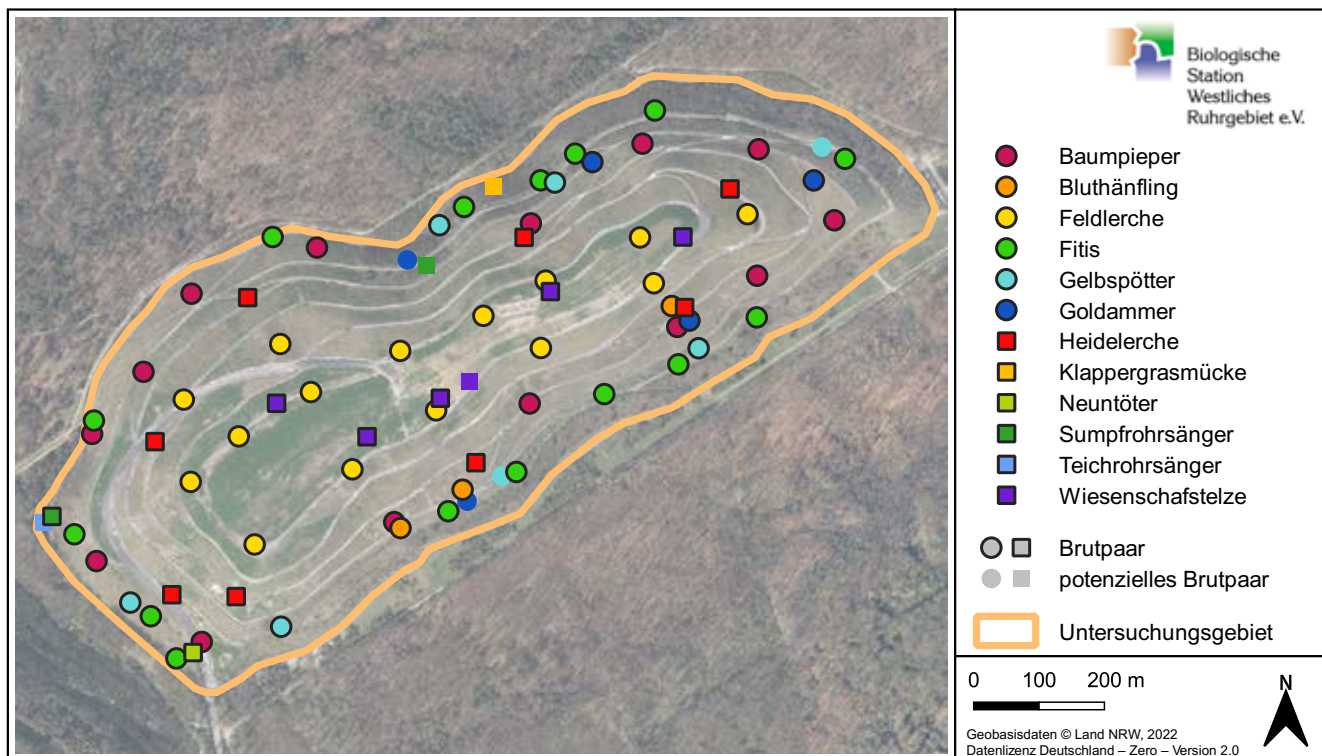 Biologische
Station
Westliches
Ruhrgebiet e.V.
Baumpieper
Bluthänfling
Feldlerche
Fitis
Gelbspötter
Goldammer
Heidelerche
Klappergrasmücke
Neuntöter
Sumpfrohrsänger
Teichrohrsänger
Wiesenschafstelze
Brutpaar
potenzielles Brutpaar
Untersuchungsgebiet
0 100 200 m
N
Geobasisdaten © Land NRW, 2022
Datenlizenz Deutschland – Zero – Version 2.0